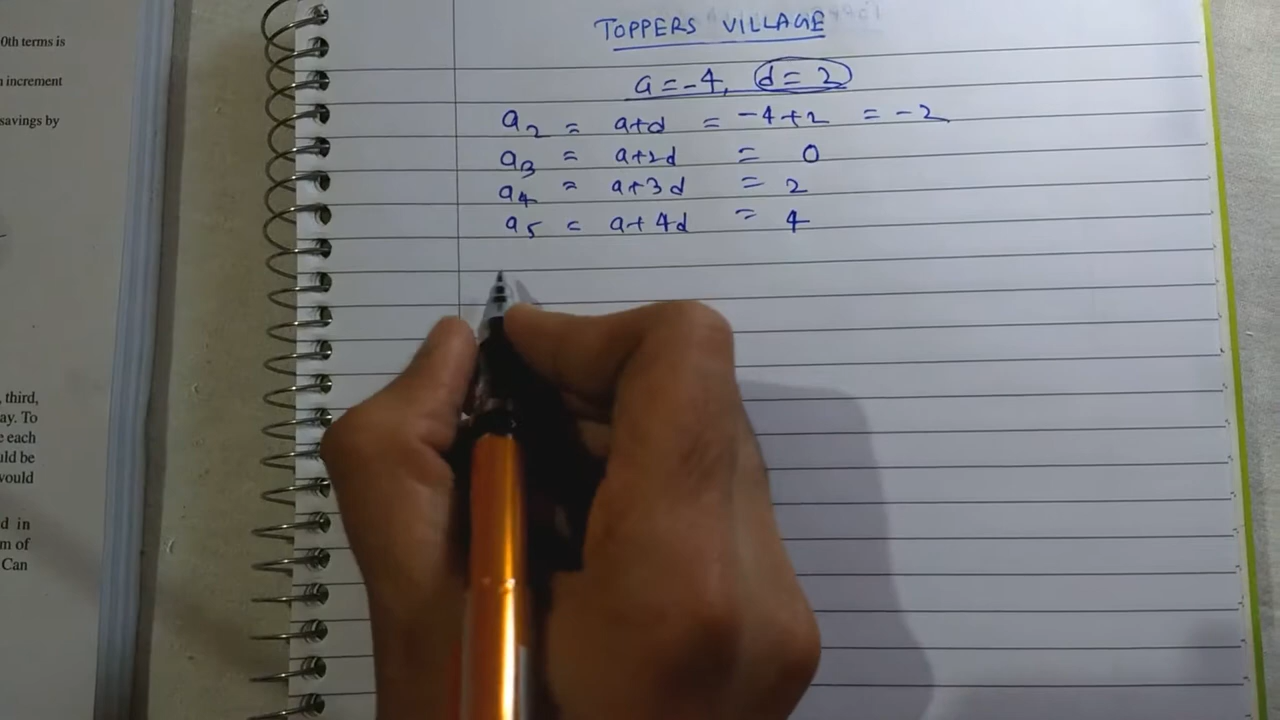 0th terms is
increment
savings by
third,
ay. To
each
uld be
vould
d in
m of
Can
TOPPERS VILLAGE
a = -4, d = 2
a2 = a+d = -4+2 = -2
a3 = a+2d = 0
a4 = a+3d = 2
a5 = a+4d = 4